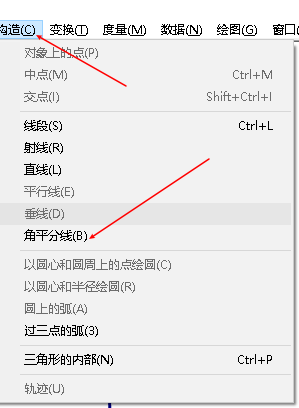 构造(C) 变换(T) 度量(M) 数据(N) 绘图(G) 窗口
对象上的点(P)
中点(M) Ctrl+M
交点(I) Shift+Ctrl+I
线段(S) Ctrl+L
射线(R)
直线(L)
平行线(E)
垂线(D)
角平分线(B)
以圆心和圆周上的点绘圆(C)
以圆心和半径绘圆(R)
圆上的弧(A)
过三点的弧(3)
三角形的内部(N) Ctrl+P
轨迹(U)